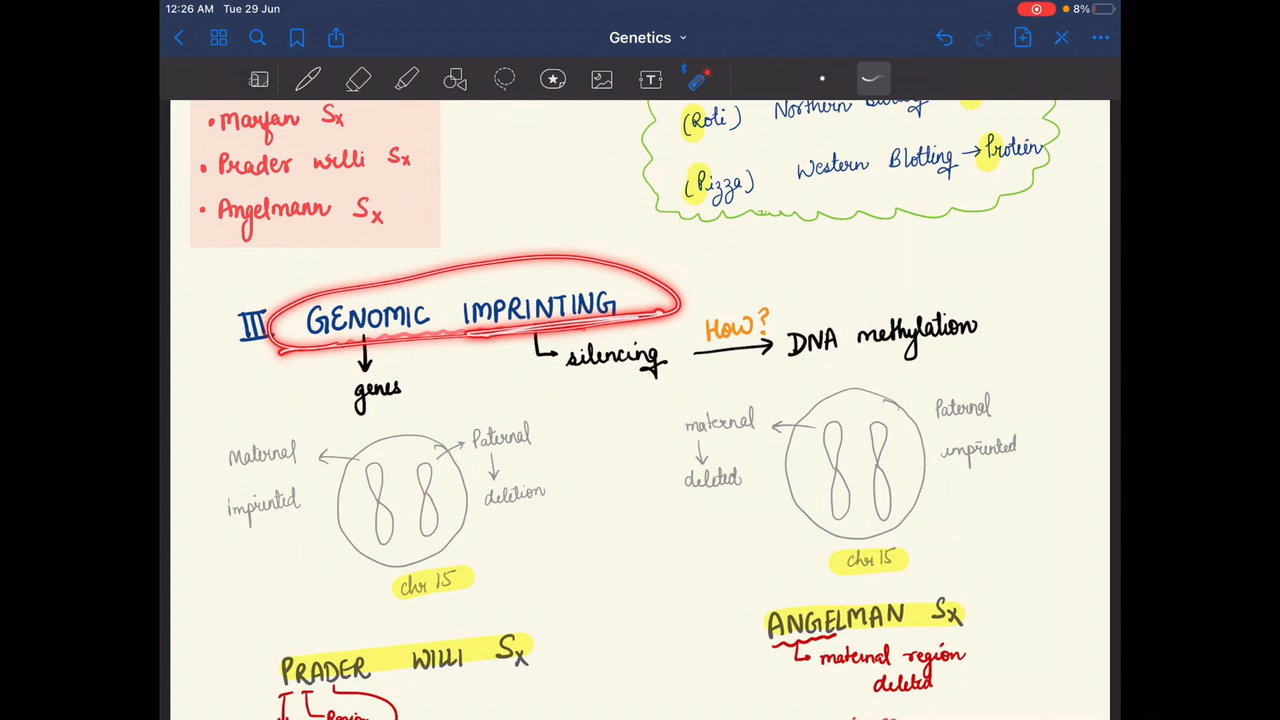 12:26 AM Tue 29 Jun
8%
Genetics
• Marfan Sx
• Prader willi Sx
• Angelmann Sx
(Roti) Northern
(Pizza) Western Blotting → Protein
III GENOMIC IMPRINTING
genes
silencing
How?
DNA methylation
Maternal
imprinted
Paternal
deletion
chr 15
maternal
deleted
Paternal
imprinted
chr 15
PRADER WILLI Sx
Region
ANGELMAN Sx
maternal region
deleted